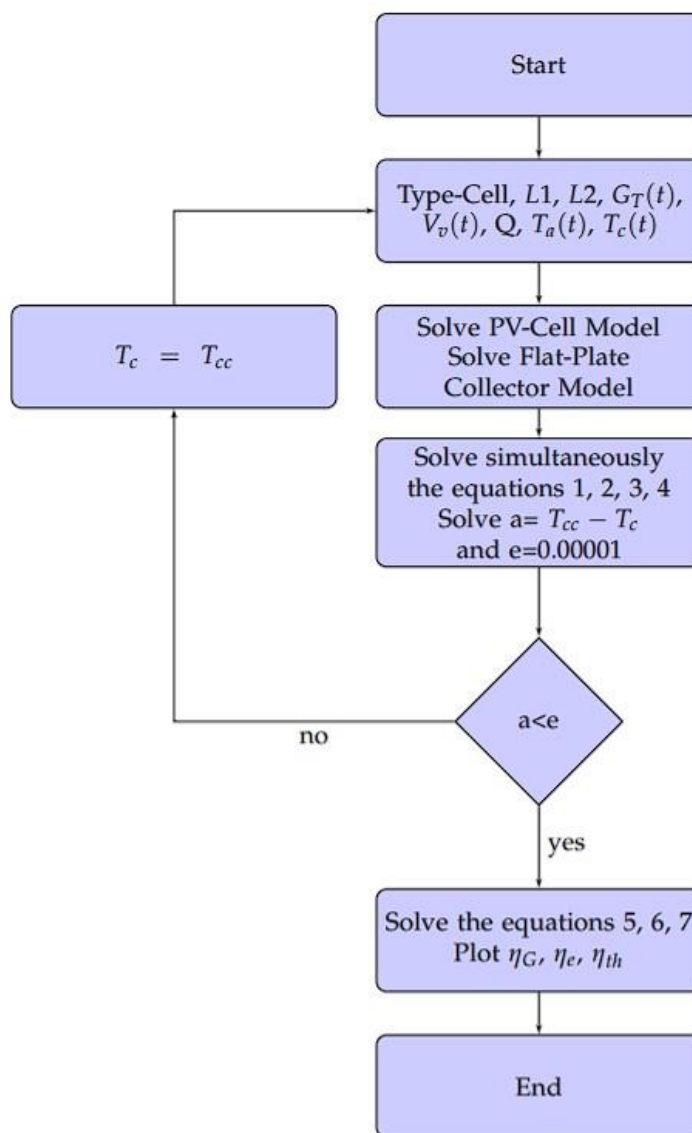 Start
Type-Cell, L1, L2, G_T(t),
V_v(t), Q, T_a(t), T_c(t)
T_c = T_cc
Solve PV-Cell Model
Solve Flat-Plate
Collector Model
Solve simultaneously
the equations 1, 2, 3, 4
Solve a= T_cc − T_c
and e=0.00001
a<e
no
yes
Solve the equations 5, 6, 7
Plot η_G, η_e, η_th
End